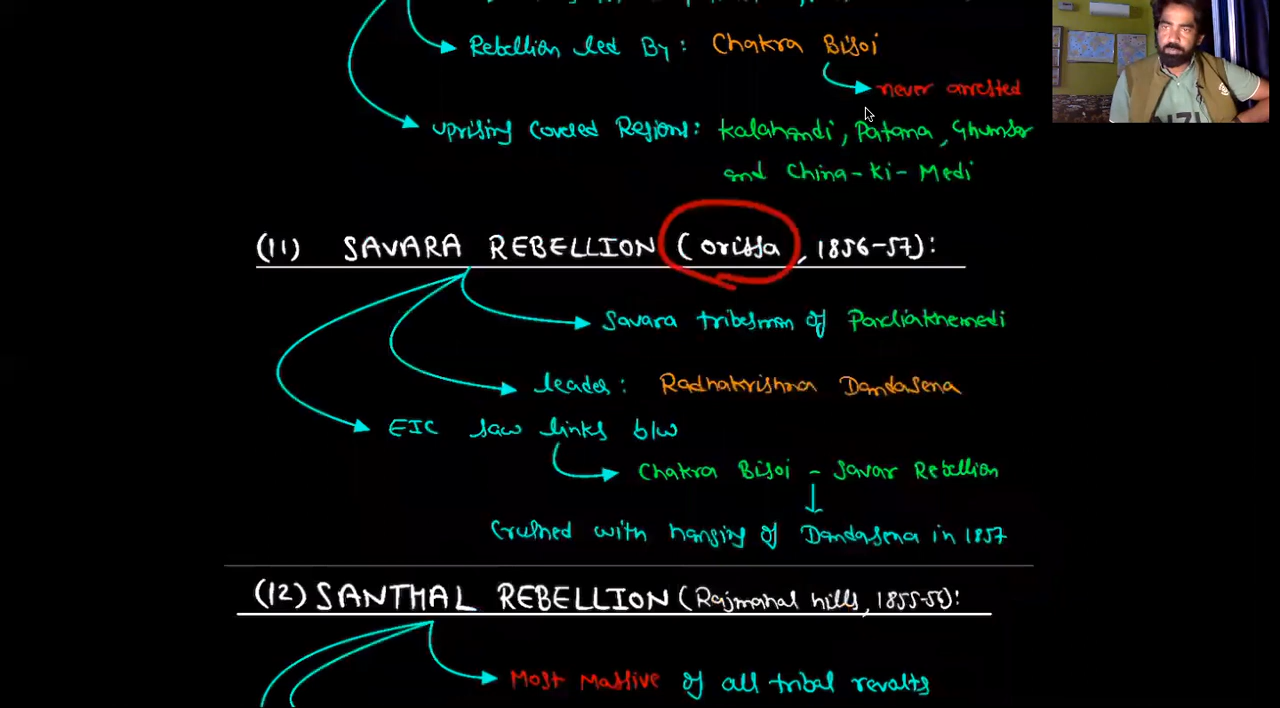 Rebellion led By : Chakra Bisoi
never arrested
uprising Covered Regions : Kalahandi, Patana, Ghumsar
and China-Ki-Medi
(11) SAVARA REBELLION (orissa, 1856-57):
Savara tribesman of Parliakhemedi
leader : Radhakrishna Dandasena
EIC saw links b/w
Chakra Bisoi - Savar Rebellion
Crushed with hanging of Dandasena in 1857
(12) SANTHAL REBELLION (Rajmahal hills, 1855-56):
Most Massive of all tribal revolts